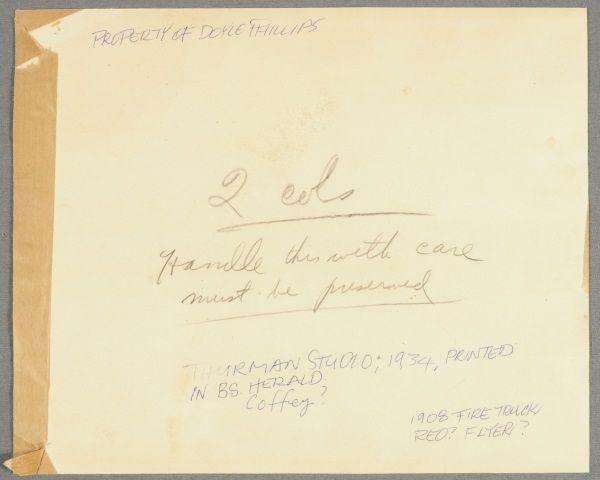 PROPERTY OF DOYLE PHILLIPS
2 cols
Handle this with care
must be preserved
THURMAN STUDIO; 1934, PRINTED
IN BS. HERALD.
Coffey?
1908 FIRE TRUCK
REO? FLYER?